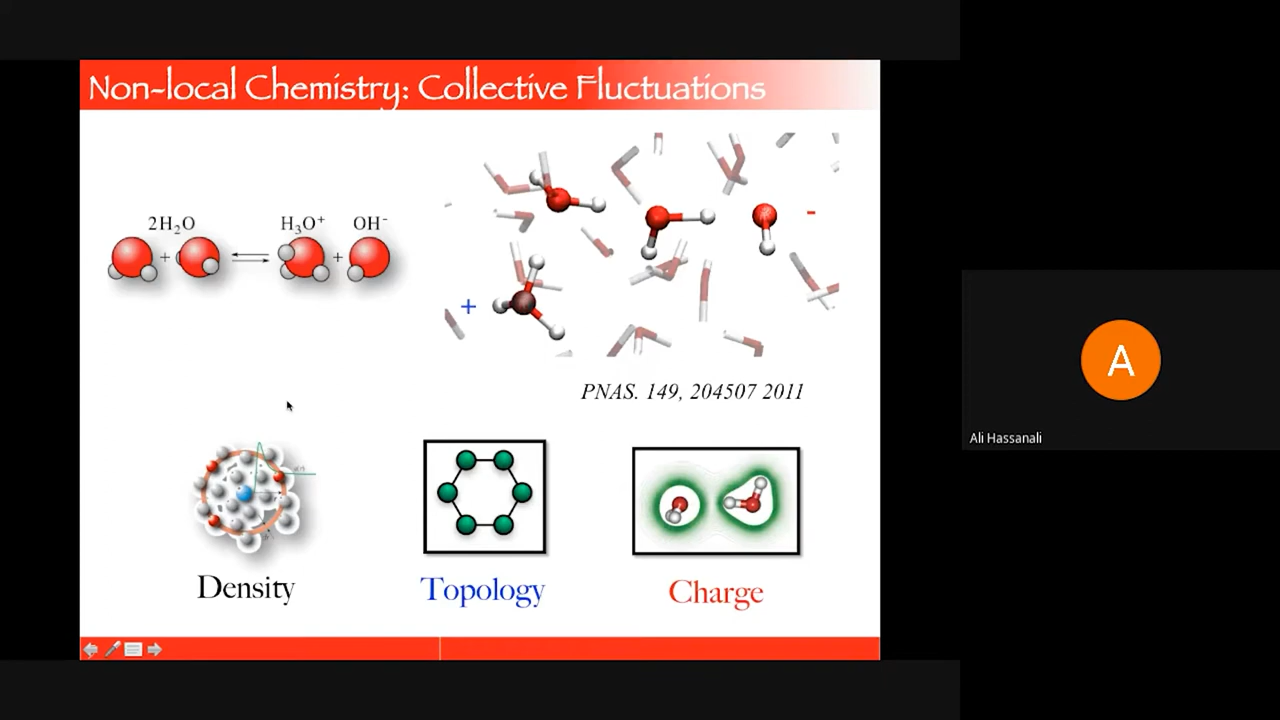 Non-local Chemistry: Collective Fluctuations
2H₂O
H₃O⁺
OH⁻
+
+
-
+
PNAS. 149, 204507 2011
Density
Topology
Charge
A
Ali Hassanali